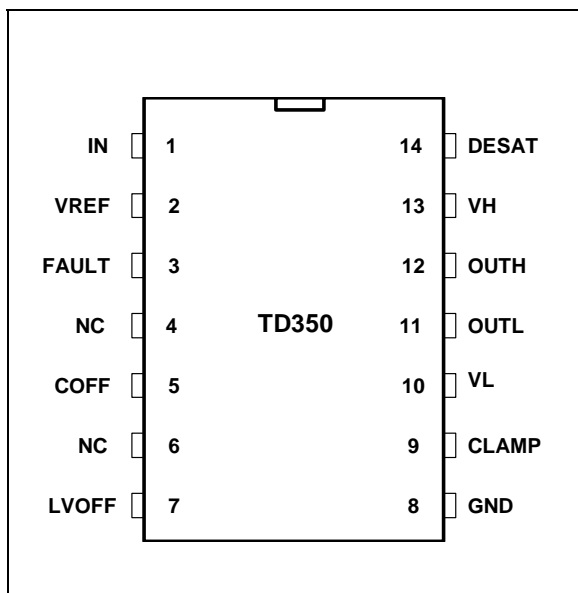 IN 1 14 DESAT
VREF 2 13 VH
FAULT 3 12 OUTH
NC 4 TD350 11 OUTL
COFF 5 10 VL
NC 6 9 CLAMP
LVOFF 7 8 GND